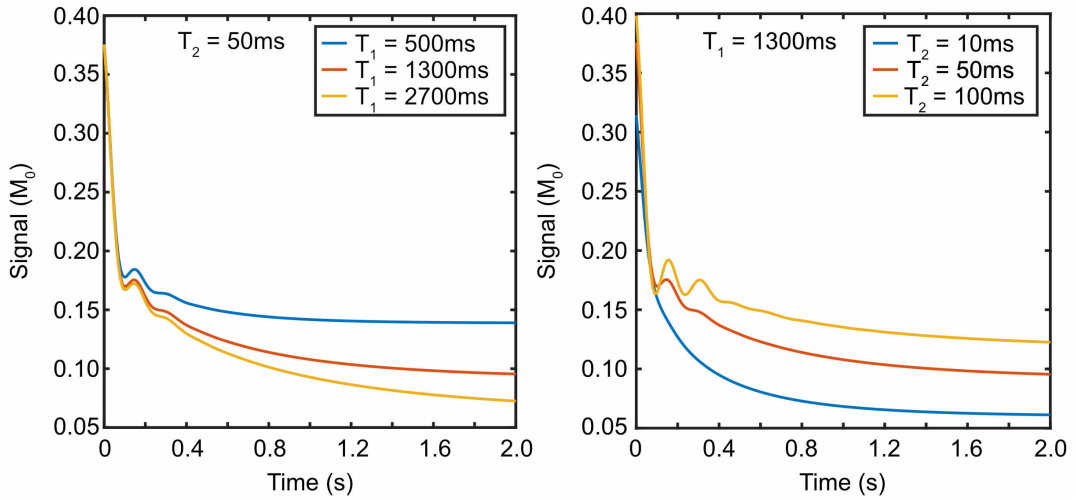 0.40
0.35
0.30
0.25
0.20
0.15
0.10
0.05
Signal (M₀)
T₂ = 50ms
T₁ = 500ms
T₁ = 1300ms
T₁ = 2700ms
0 0.4 0.8 1.2 1.6 2.0
Time (s)
0.40
0.35
0.30
0.25
0.20
0.15
0.10
0.05
Signal (M₀)
T₁ = 1300ms
T₂ = 10ms
T₂ = 50ms
T₂ = 100ms
0 0.4 0.8 1.2 1.6 2.0
Time (s)